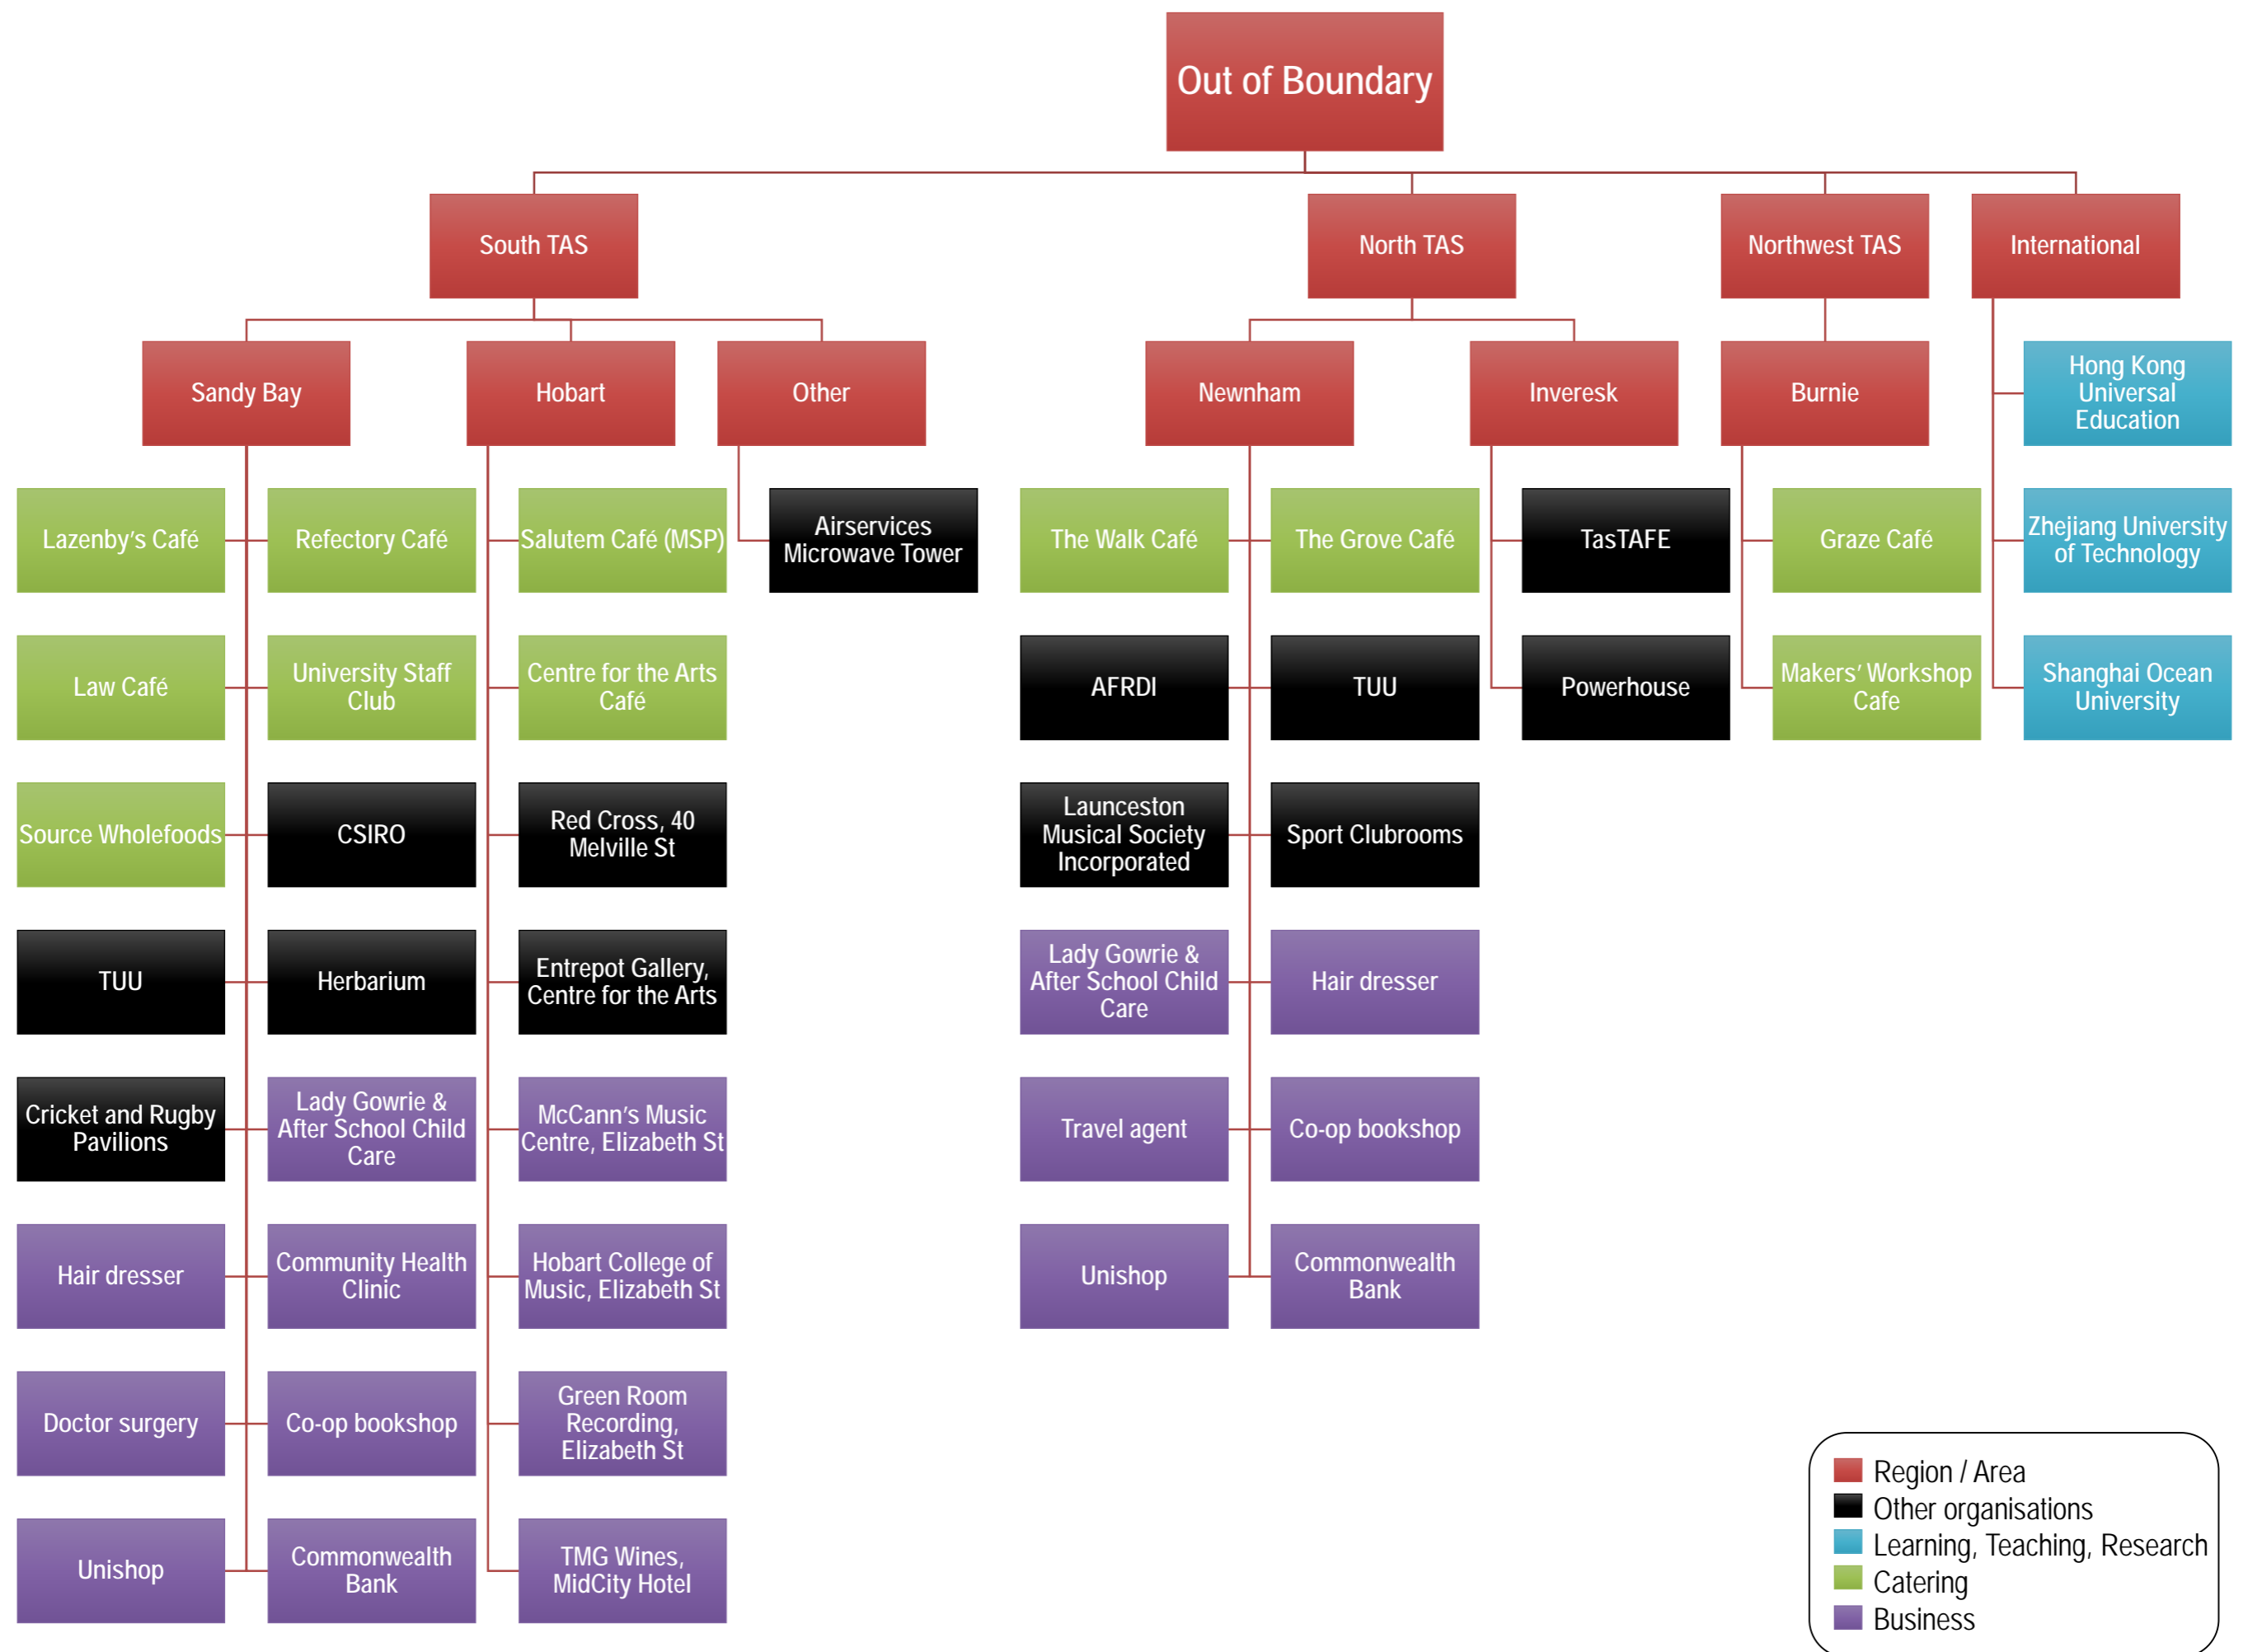 Out of Boundary
South TAS
North TAS
Northwest TAS
International
Sandy Bay
Hobart
Other
Newnham
Inveresk
Burnie
Hong Kong
Universal
Education
Lazenby's Café
Refectory Café
Salutem Café (MSP)
Airservices
Microwave Tower
The Walk Café
The Grove Café
TasTAFE
Graze Café
Zhejiang University
of Technology
Law Café
University Staff
Club
Centre for the Arts
Café
AFRDI
TUU
Powerhouse
Makers' Workshop
Cafe
Shanghai Ocean
University
Source Wholefoods
CSIRO
Red Cross, 40
Melville St
Launceston
Musical Society
Incorporated
Sport Clubrooms
TUU
Herbarium
Entrepot Gallery,
Centre for the Arts
Lady Gowrie &
After School Child
Care
Hair dresser
Cricket and Rugby
Pavilions
Lady Gowrie &
After School Child
Care
McCann's Music
Centre, Elizabeth St
Travel agent
Co-op bookshop
Hair dresser
Community Health
Clinic
Hobart College of
Music, Elizabeth St
Unishop
Commonwealth
Bank
Doctor surgery
Co-op bookshop
Green Room
Recording,
Elizabeth St
Unishop
Commonwealth
Bank
TMG Wines,
MidCity Hotel
Region / Area
Other organisations
Learning, Teaching, Research
Catering
Business